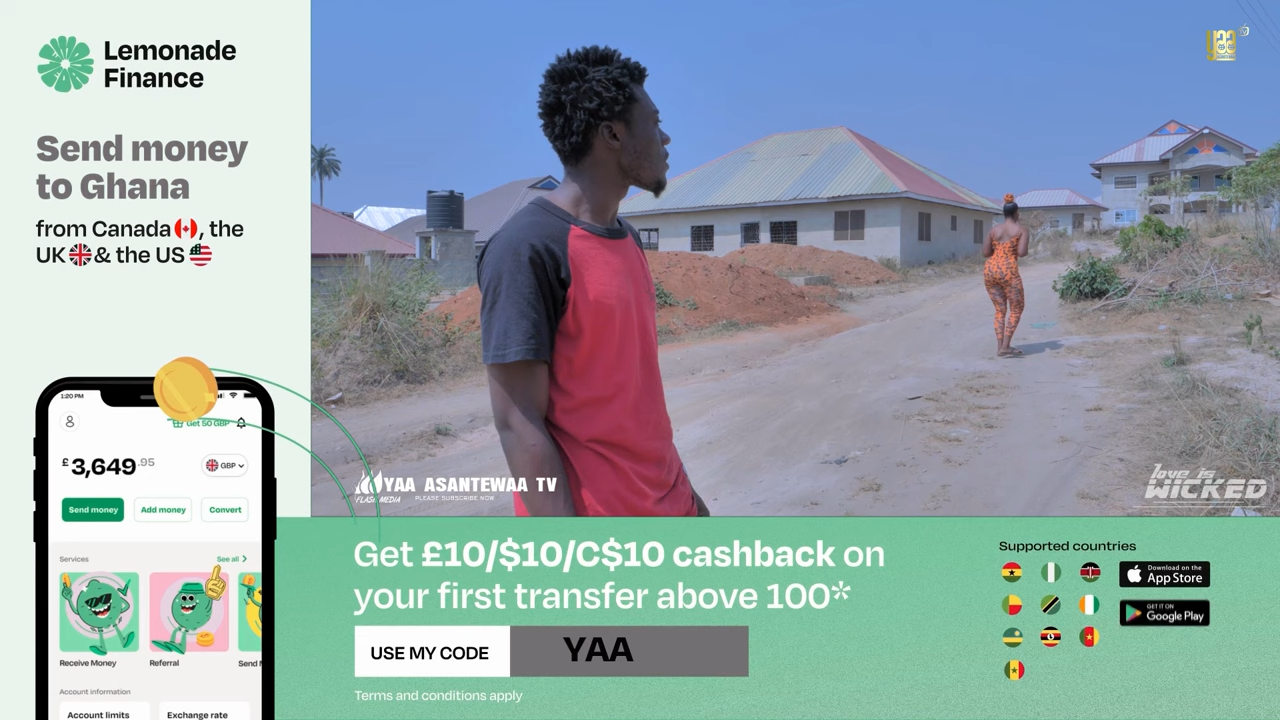 Lemonade
Finance
Send money
to Ghana
from Canada, the
UK & the US
1:20 PM
Get 50 GBP
£3,649.95
GBP
Send money
Add money
Convert
Services
See all
Receive Money
Referral
Send M
Account information
Account limits
Exchange rate
yaa
TV
YAA ASANTEWAA TV
FLASH MEDIA
PLEASE SUBSCRIBE NOW
love is
WICKED
Get £10/$10/C$10 cashback on
your first transfer above 100*
USE MY CODE
YAA
Terms and conditions apply
Supported countries
Download on the
App Store
GET IT ON
Google Play